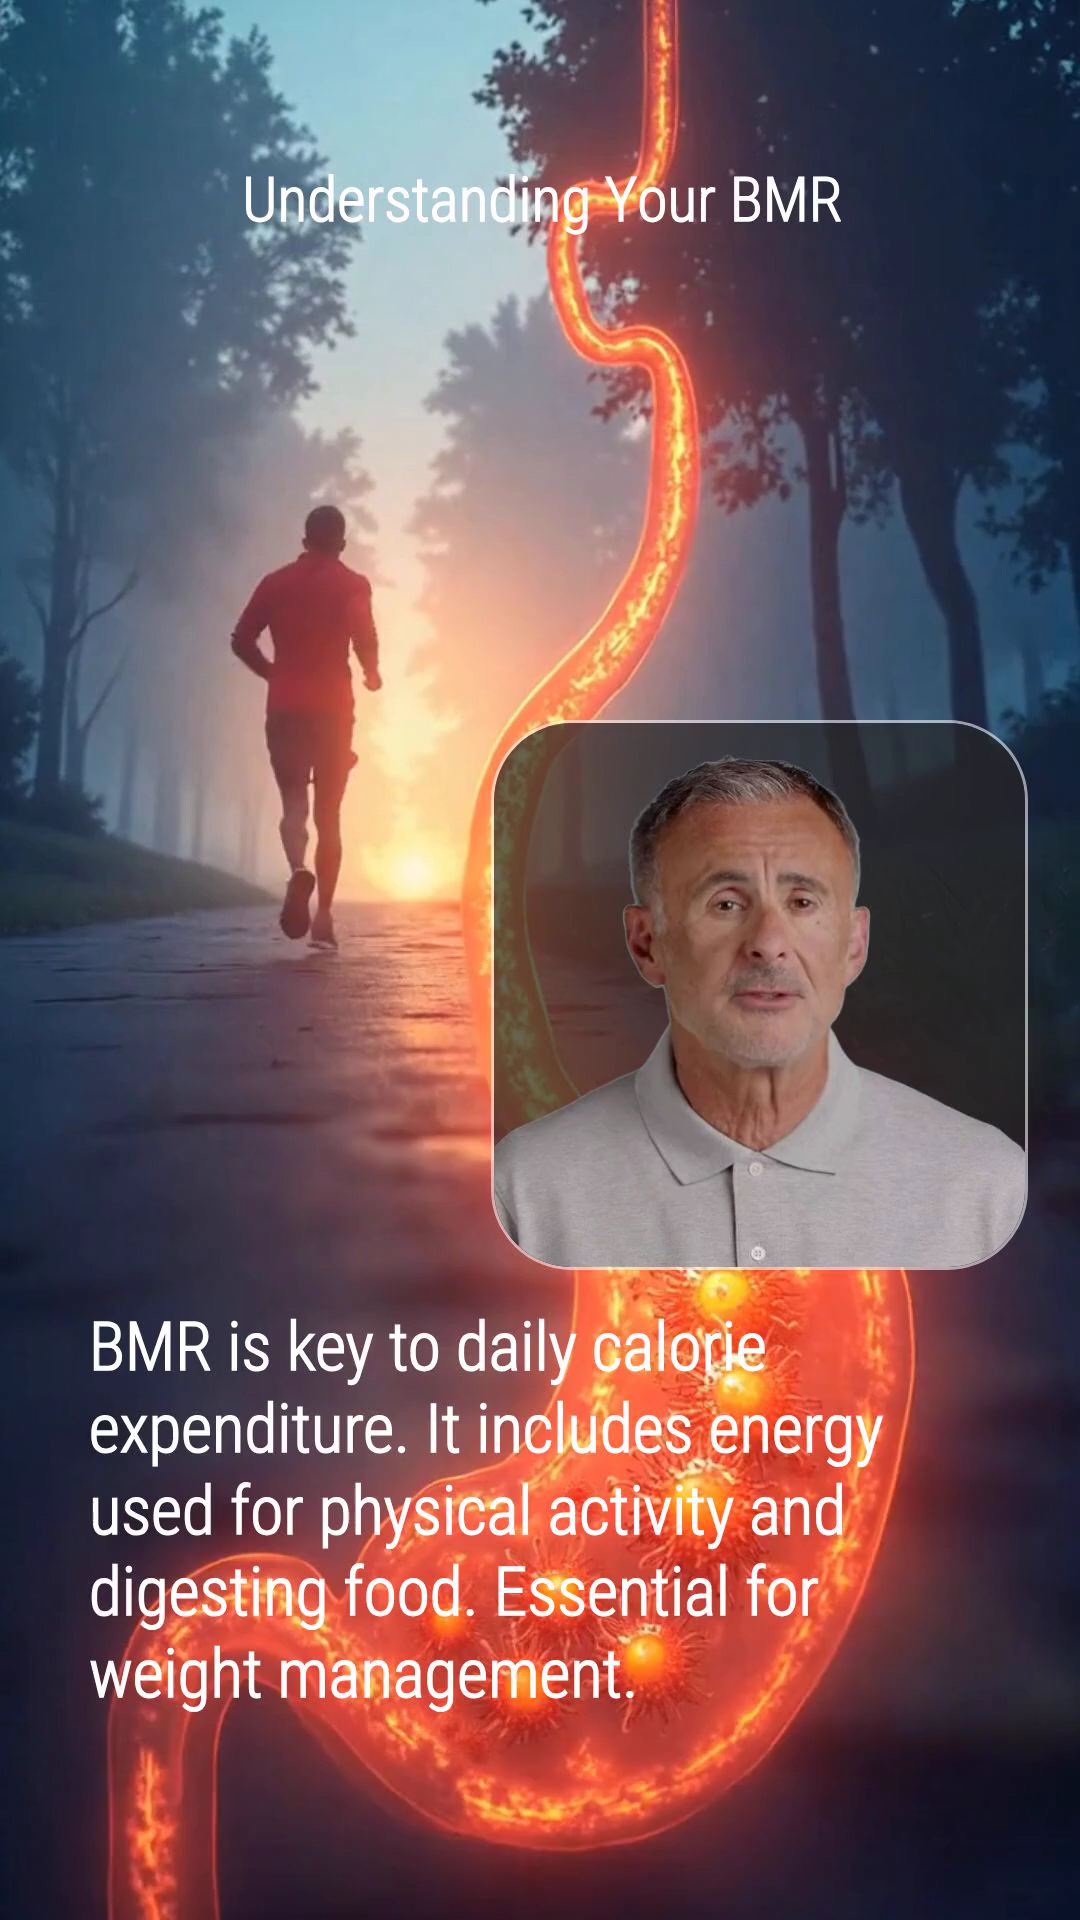 Understanding Your BMR
BMR is key to daily calorie
expenditure. It includes energy
used for physical activity and
digesting food. Essential for
weight management.